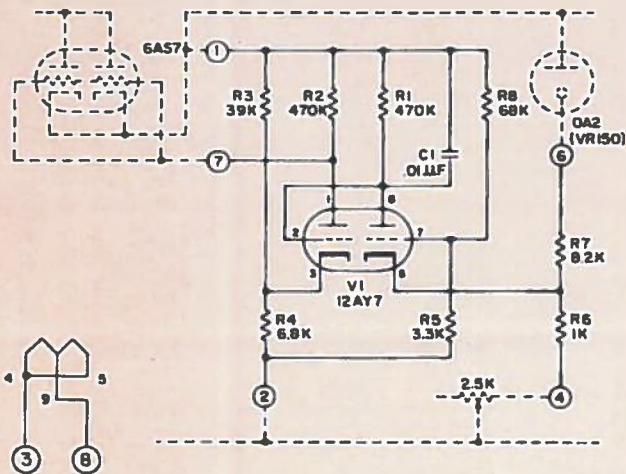 6AS7
1
R3
39K
R2
470K
R1
470K
R8
68K
C1
.01μF
OA2
(VR150)
7
6
1
6
2
7
3
8
V1
12AY7
R7
8.2K
R4
6.8K
R5
3.3K
R6
1K
2.5K
2
4
4
5
9
3
8